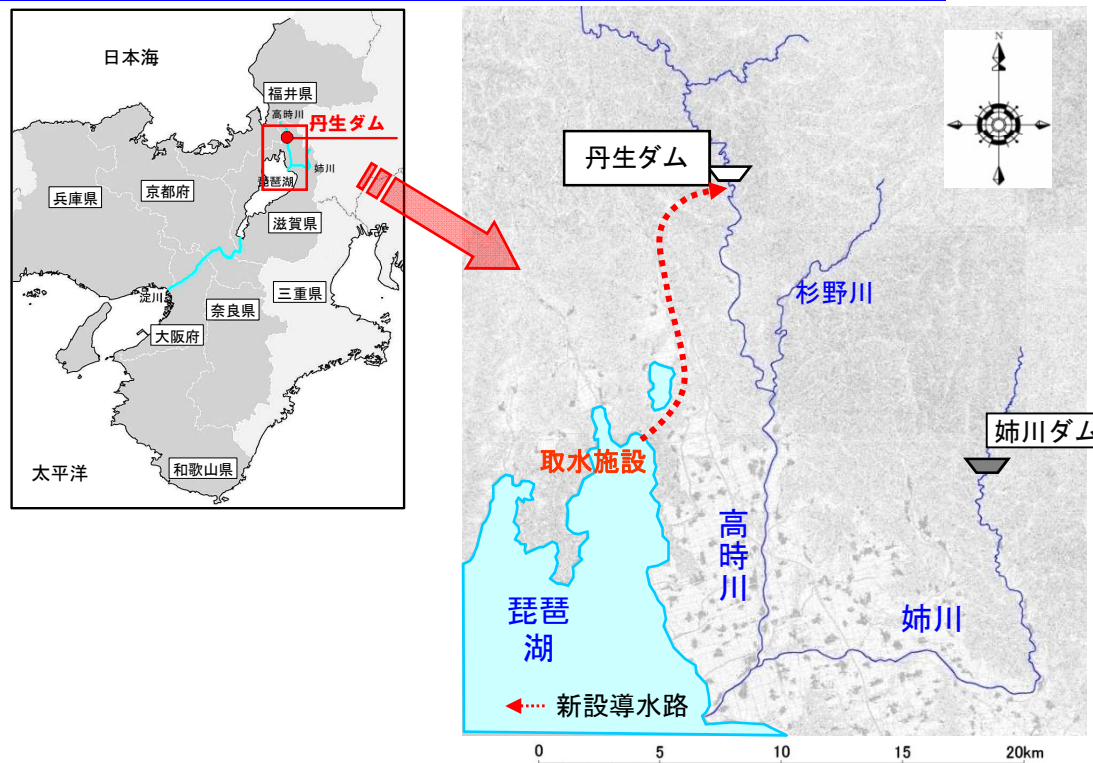 日本海
福井県
高時川
丹生ダム
姉川
琵琶湖
京都府
兵庫県
滋賀県
三重県
淀川
奈良県
大阪府
和歌山県
太平洋
N
丹生ダム
杉野川
姉川ダム
取水施設
高時川
琵琶
湖
姉川
新設導水路
0 5 10 15 20km